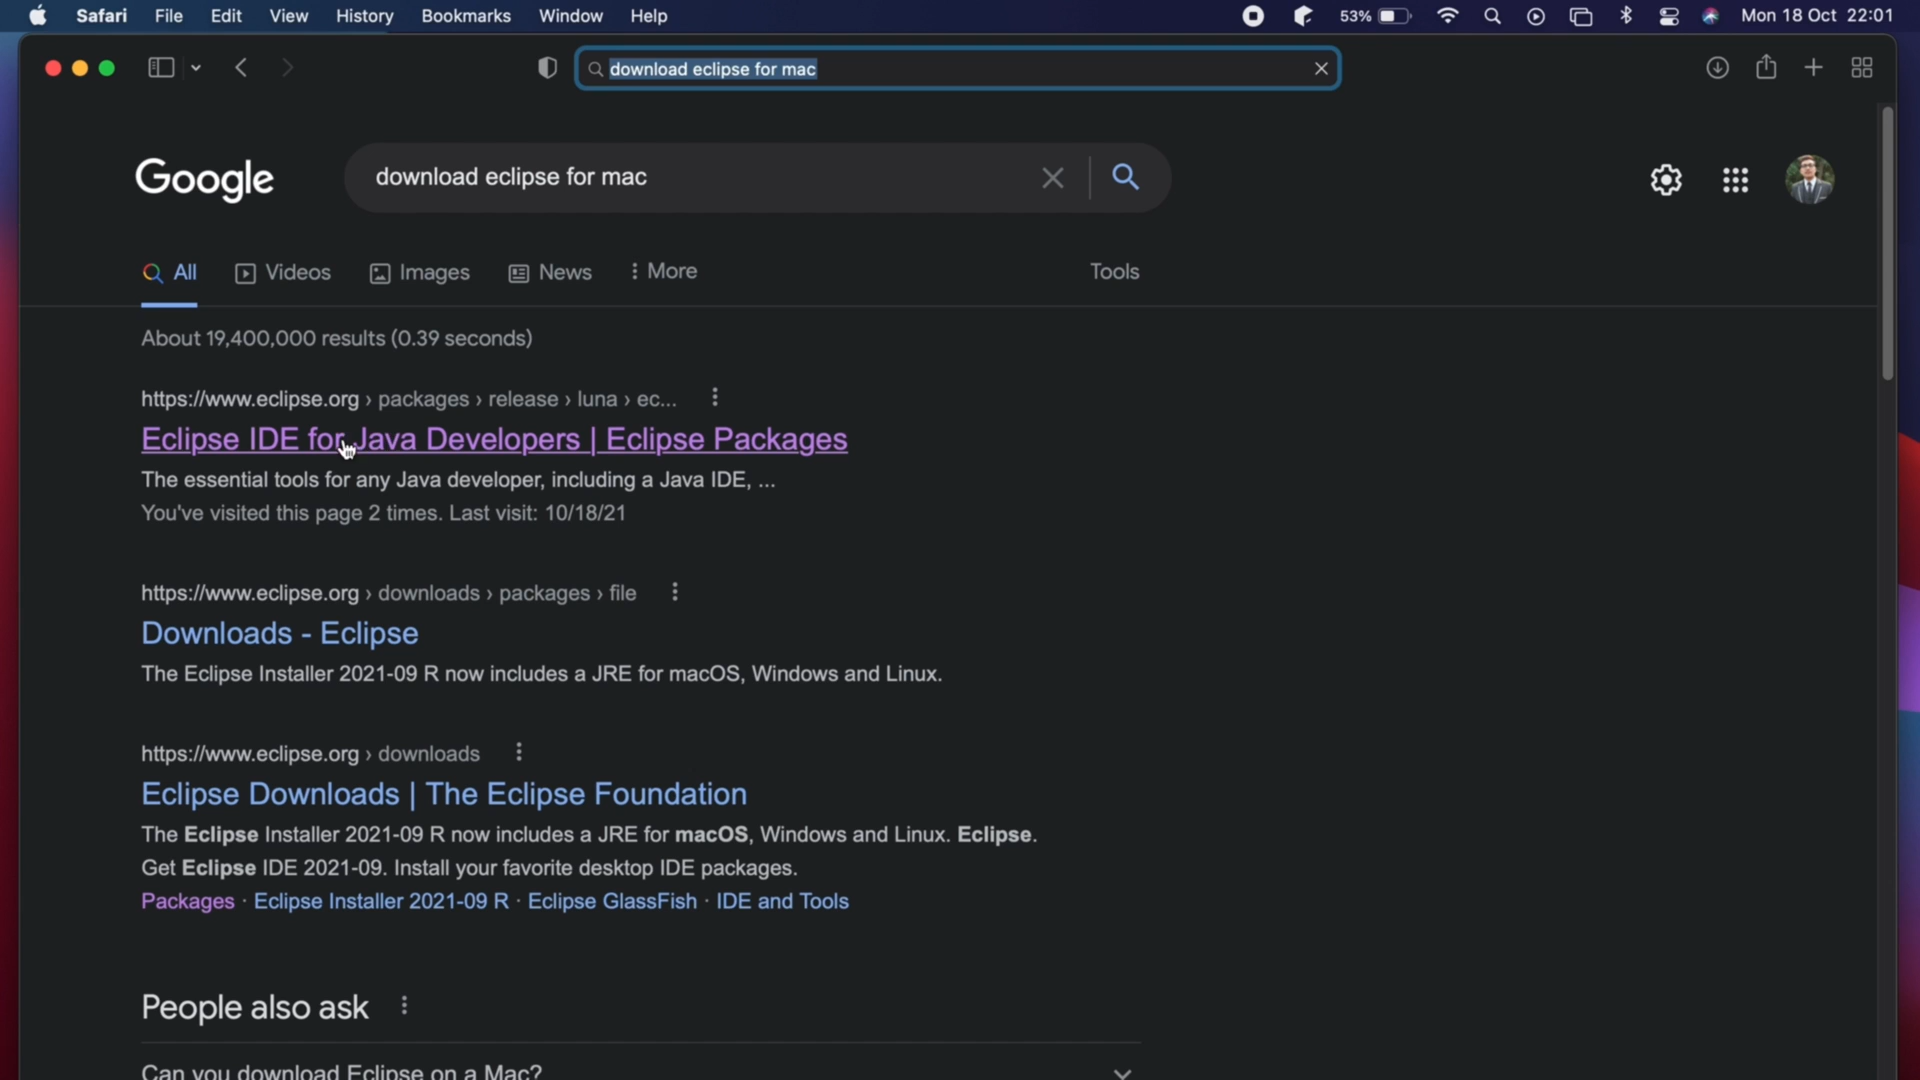 Safari File Edit View History Bookmarks Window Help 53% Mon 18 Oct 22:01
download eclipse for mac
Google download eclipse for mac
All Videos Images News More Tools
About 19,400,000 results (0.39 seconds)
https://www.eclipse.org › packages › release › luna › ec...
Eclipse IDE for Java Developers | Eclipse Packages
The essential tools for any Java developer, including a Java IDE, ...
You've visited this page 2 times. Last visit: 10/18/21
https://www.eclipse.org › downloads › packages › file
Downloads - Eclipse
The Eclipse Installer 2021-09 R now includes a JRE for macOS, Windows and Linux.
https://www.eclipse.org › downloads
Eclipse Downloads | The Eclipse Foundation
The Eclipse Installer 2021-09 R now includes a JRE for macOS, Windows and Linux. Eclipse.
Get Eclipse IDE 2021-09. Install your favorite desktop IDE packages.
Packages · Eclipse Installer 2021-09 R · Eclipse GlassFish · IDE and Tools
People also ask
Can you download Eclipse on a Mac?